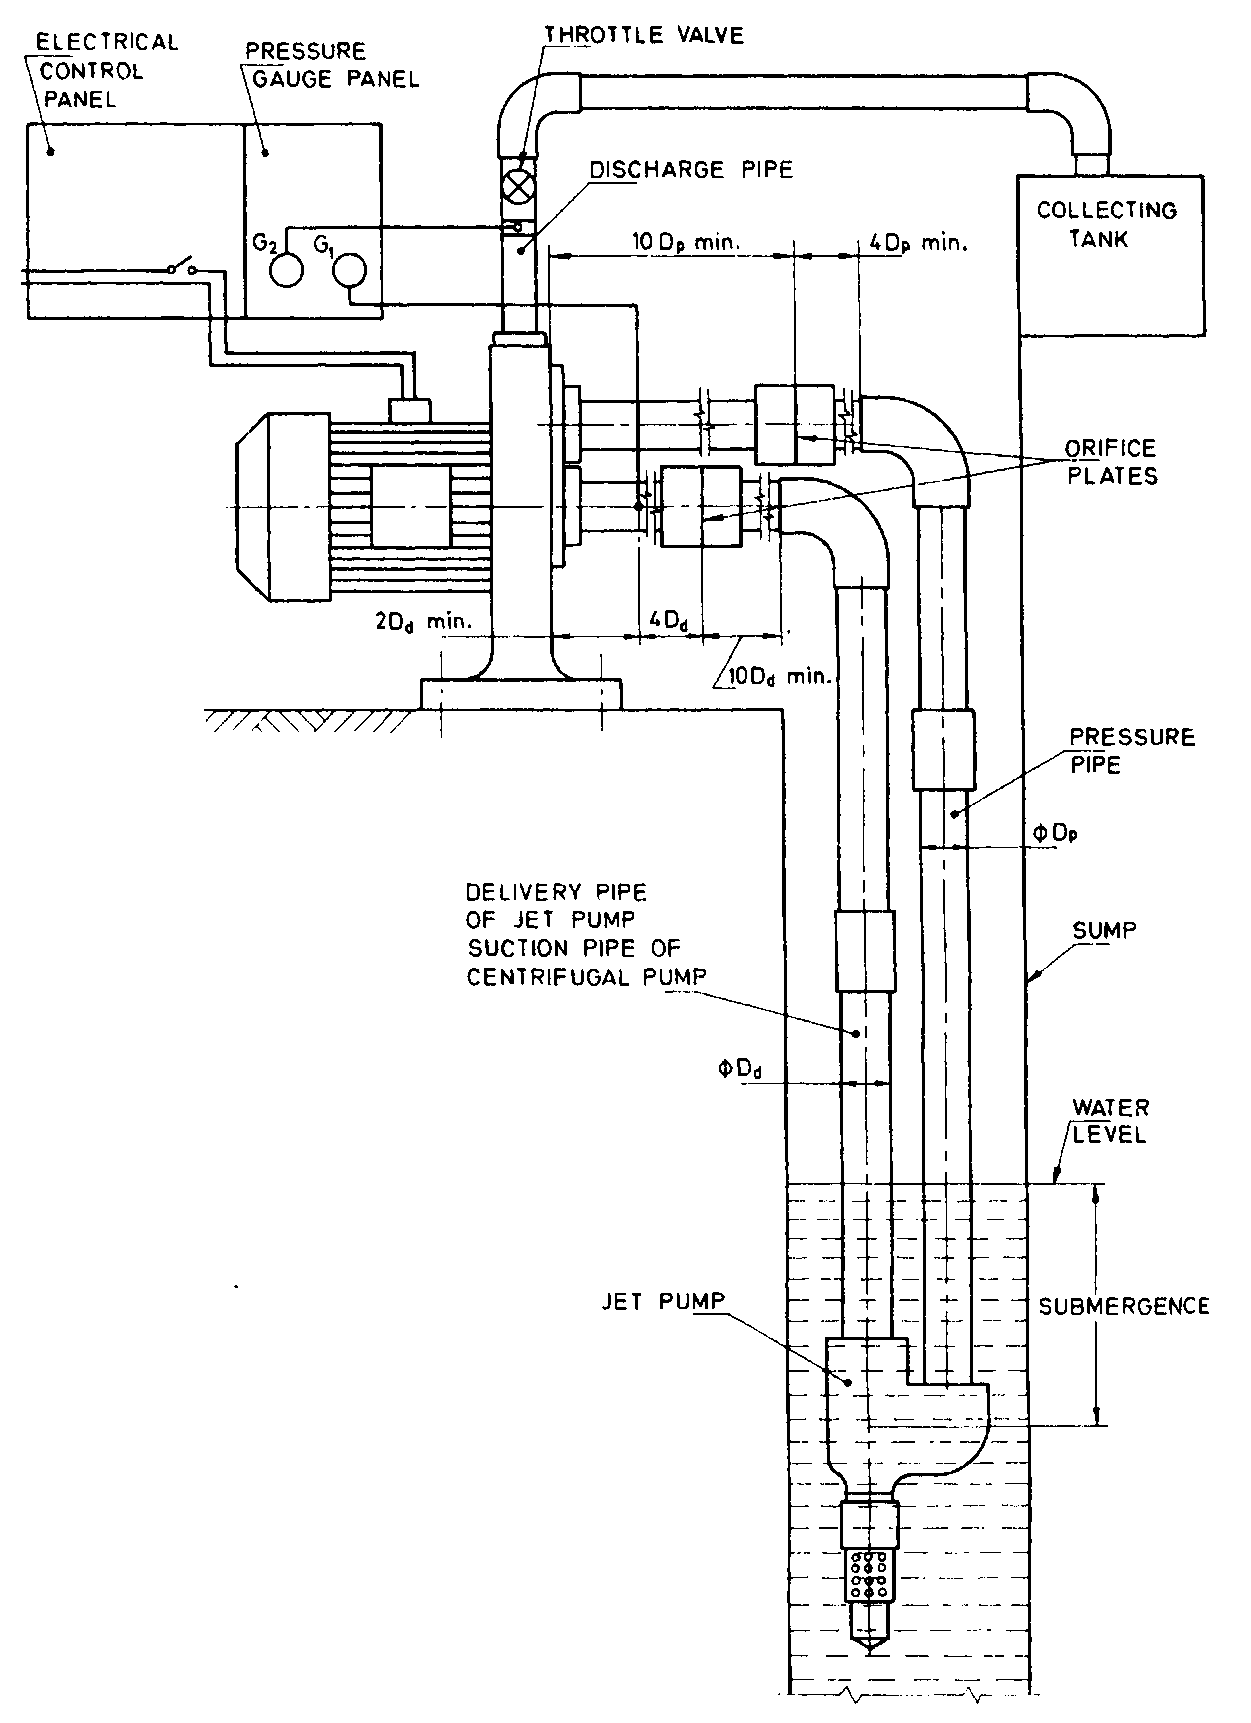 ELECTRICAL
CONTROL
PANEL
PRESSURE
GAUGE PANEL
THROTTLE VALVE
DISCHARGE PIPE
COLLECTING
TANK
G2
G1
10 Dp min.
4Dp min.
ORIFICE
PLATES
2Dd min.
4Dd
10Dd min.
PRESSURE
PIPE
ϕDp
DELIVERY PIPE
OF JET PUMP
SUCTION PIPE OF
CENTRIFUGAL PUMP
SUMP
ϕDd
WATER
LEVEL
JET PUMP
SUBMERGENCE